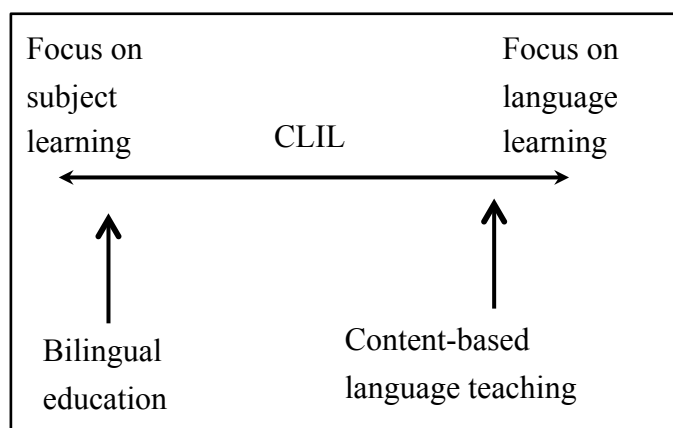 Focus on
subject
learning
CLIL
Focus on
language
learning
Bilingual
education
Content-based
language teaching